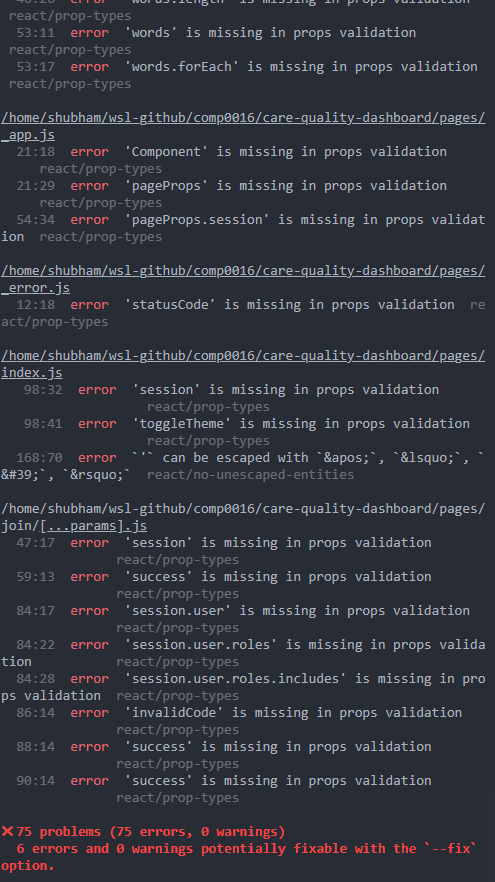 react/prop-types
53:11 error 'words' is missing in props validation
react/prop-types
53:17 error 'words.forEach' is missing in props validation
react/prop-types
/home/shubham/wsl-github/comp0016/care-quality-dashboard/pages/
_app.js
21:18 error 'Component' is missing in props validation
react/prop-types
21:29 error 'pageProps' is missing in props validation
react/prop-types
54:34 error 'pageProps.session' is missing in props validat
ion react/prop-types
/home/shubham/wsl-github/comp0016/care-quality-dashboard/pages/
_error.js
12:18 error 'statusCode' is missing in props validation re
act/prop-types
/home/shubham/wsl-github/comp0016/care-quality-dashboard/pages/
index.js
98:32 error 'session' is missing in props validation
react/prop-types
98:41 error 'toggleTheme' is missing in props validation
react/prop-types
168:70 error `'` can be escaped with `&apos;`, `&lsquo;`, `
&#39;`, `&rsquo;` react/no-unescaped-entities
/home/shubham/wsl-github/comp0016/care-quality-dashboard/pages/
join/[...params].js
47:17 error 'session' is missing in props validation
react/prop-types
59:13 error 'success' is missing in props validation
react/prop-types
84:17 error 'session.user' is missing in props validation
react/prop-types
84:22 error 'session.user.roles' is missing in props valida
tion react/prop-types
84:28 error 'session.user.roles.includes' is missing in pro
ps validation react/prop-types
86:14 error 'invalidCode' is missing in props validation
react/prop-types
88:14 error 'success' is missing in props validation
react/prop-types
90:14 error 'success' is missing in props validation
react/prop-types
✖ 75 problems (75 errors, 0 warnings)
6 errors and 0 warnings potentially fixable with the `--fix`
option.